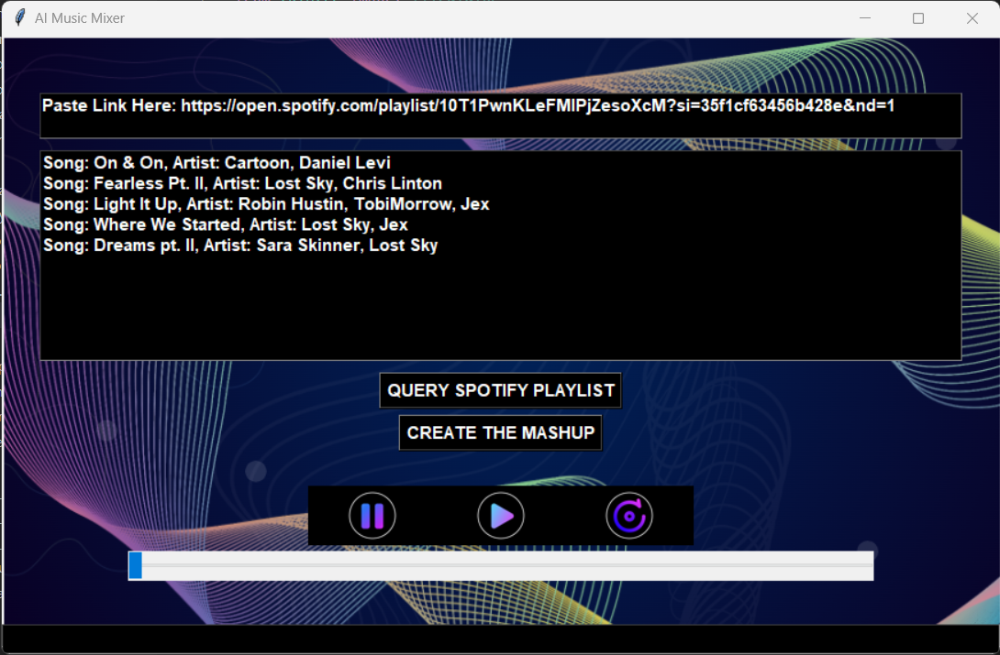 AI Music Mixer
Paste Link Here: https://open.spotify.com/playlist/10T1PwnKLeFMIPjZesoXcM?si=35f1cf63456b428e&nd=1
Song: On & On, Artist: Cartoon, Daniel Levi
Song: Fearless Pt. II, Artist: Lost Sky, Chris Linton
Song: Light It Up, Artist: Robin Hustin, TobiMorrow, Jex
Song: Where We Started, Artist: Lost Sky, Jex
Song: Dreams pt. II, Artist: Sara Skinner, Lost Sky
QUERY SPOTIFY PLAYLIST
CREATE THE MASHUP